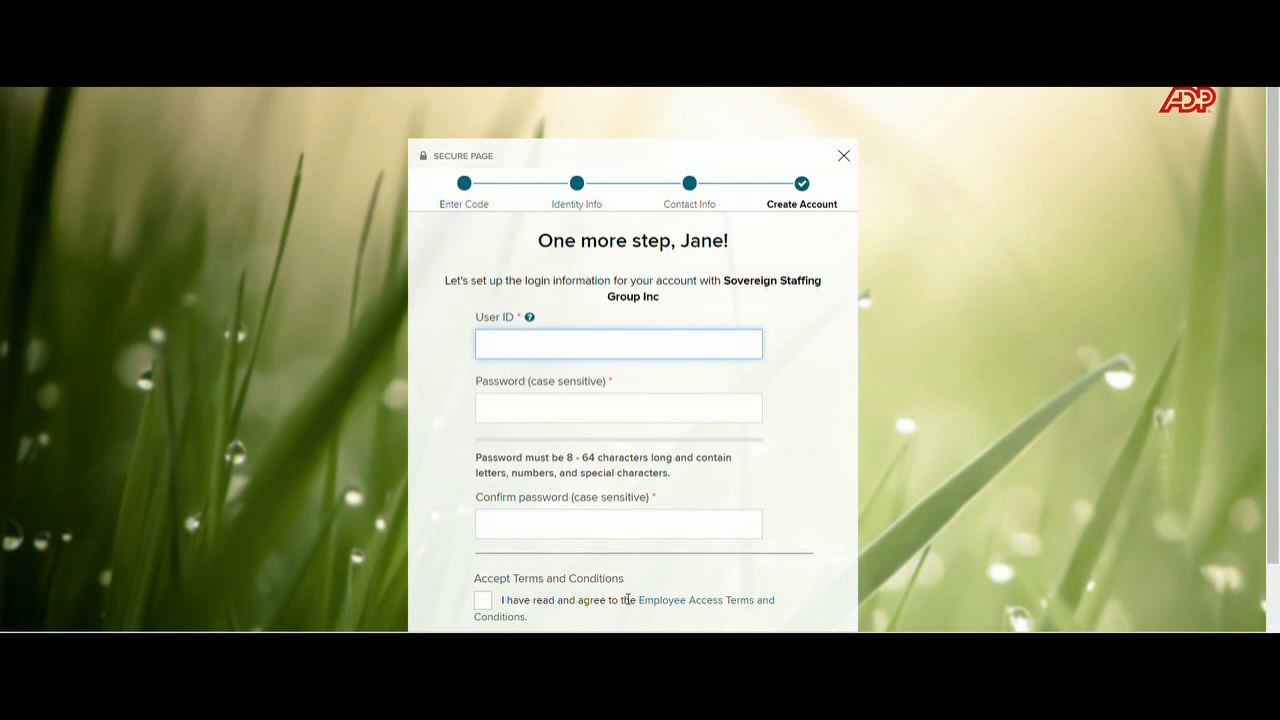 ADP
SECURE PAGE
Enter Code Identity Info Contact Info Create Account
One more step, Jane!
Let's set up the login information for your account with Sovereign Staffing
Group Inc
User ID * ?
Password (case sensitive) *
Password must be 8 - 64 characters long and contain
letters, numbers, and special characters.
Confirm password (case sensitive) *
Accept Terms and Conditions
I have read and agree to the Employee Access Terms and
Conditions.